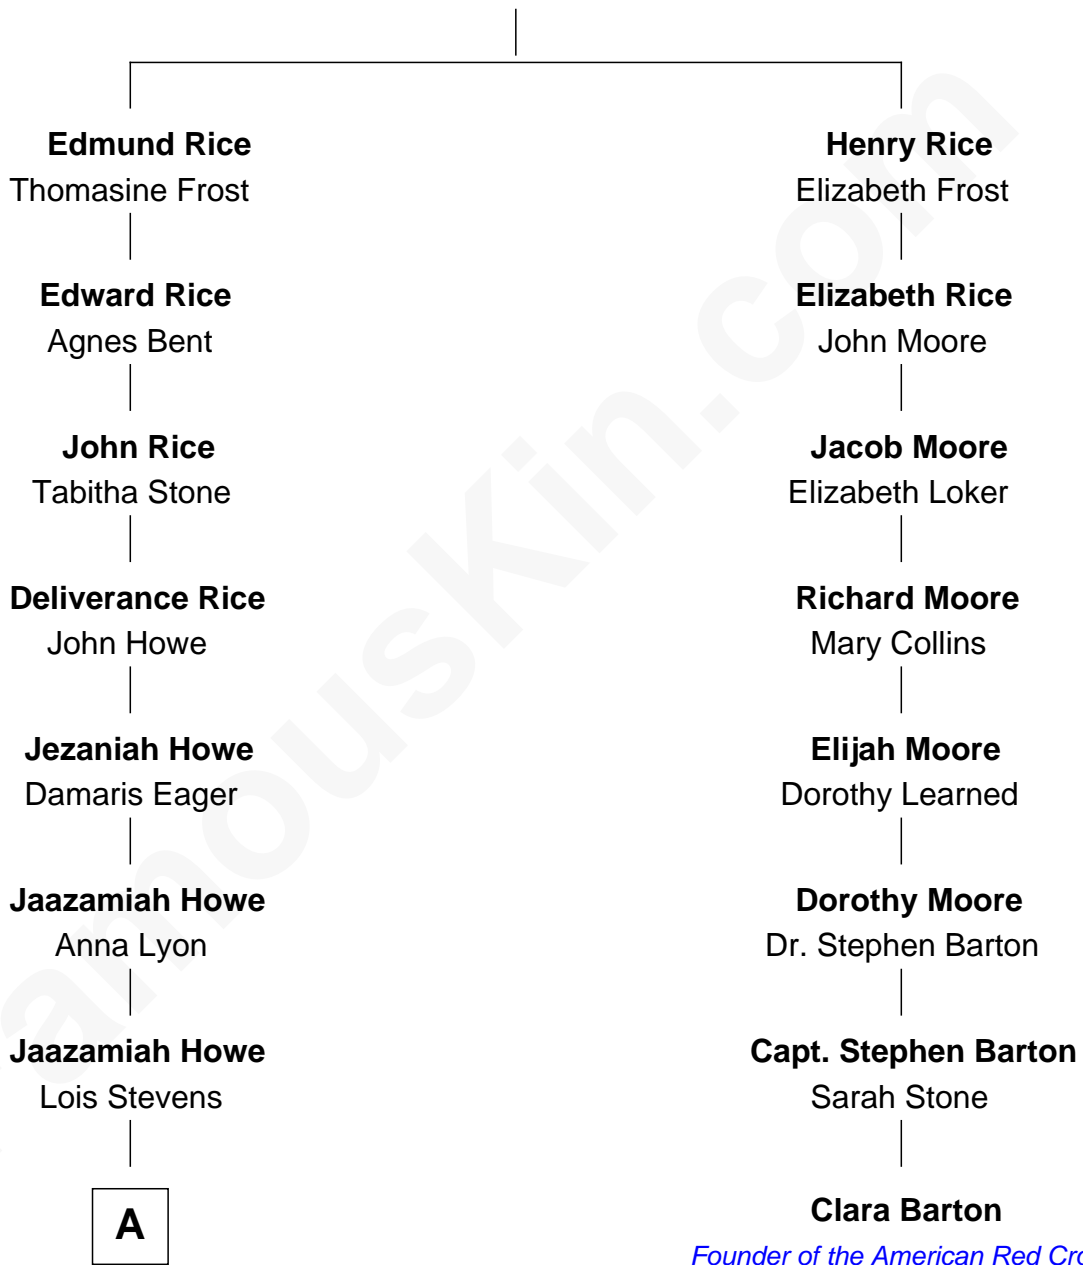 Edmund Rice
Thomasine Frost
Edward Rice
Agnes Bent
John Rice
Tabitha Stone
Deliverance Rice
John Howe
Jezaniah Howe
Damaris Eager
Jaazamiah Howe
Anna Lyon
Jaazamiah Howe
Lois Stevens
A
Henry Rice
Elizabeth Frost
Elizabeth Rice
John Moore
Jacob Moore
Elizabeth Loker
Richard Moore
Mary Collins
Elijah Moore
Dorothy Learned
Dorothy Moore
Dr. Stephen Barton
Capt. Stephen Barton
Sarah Stone
Clara Barton
Founder of the American Red Cro
amousKin.com